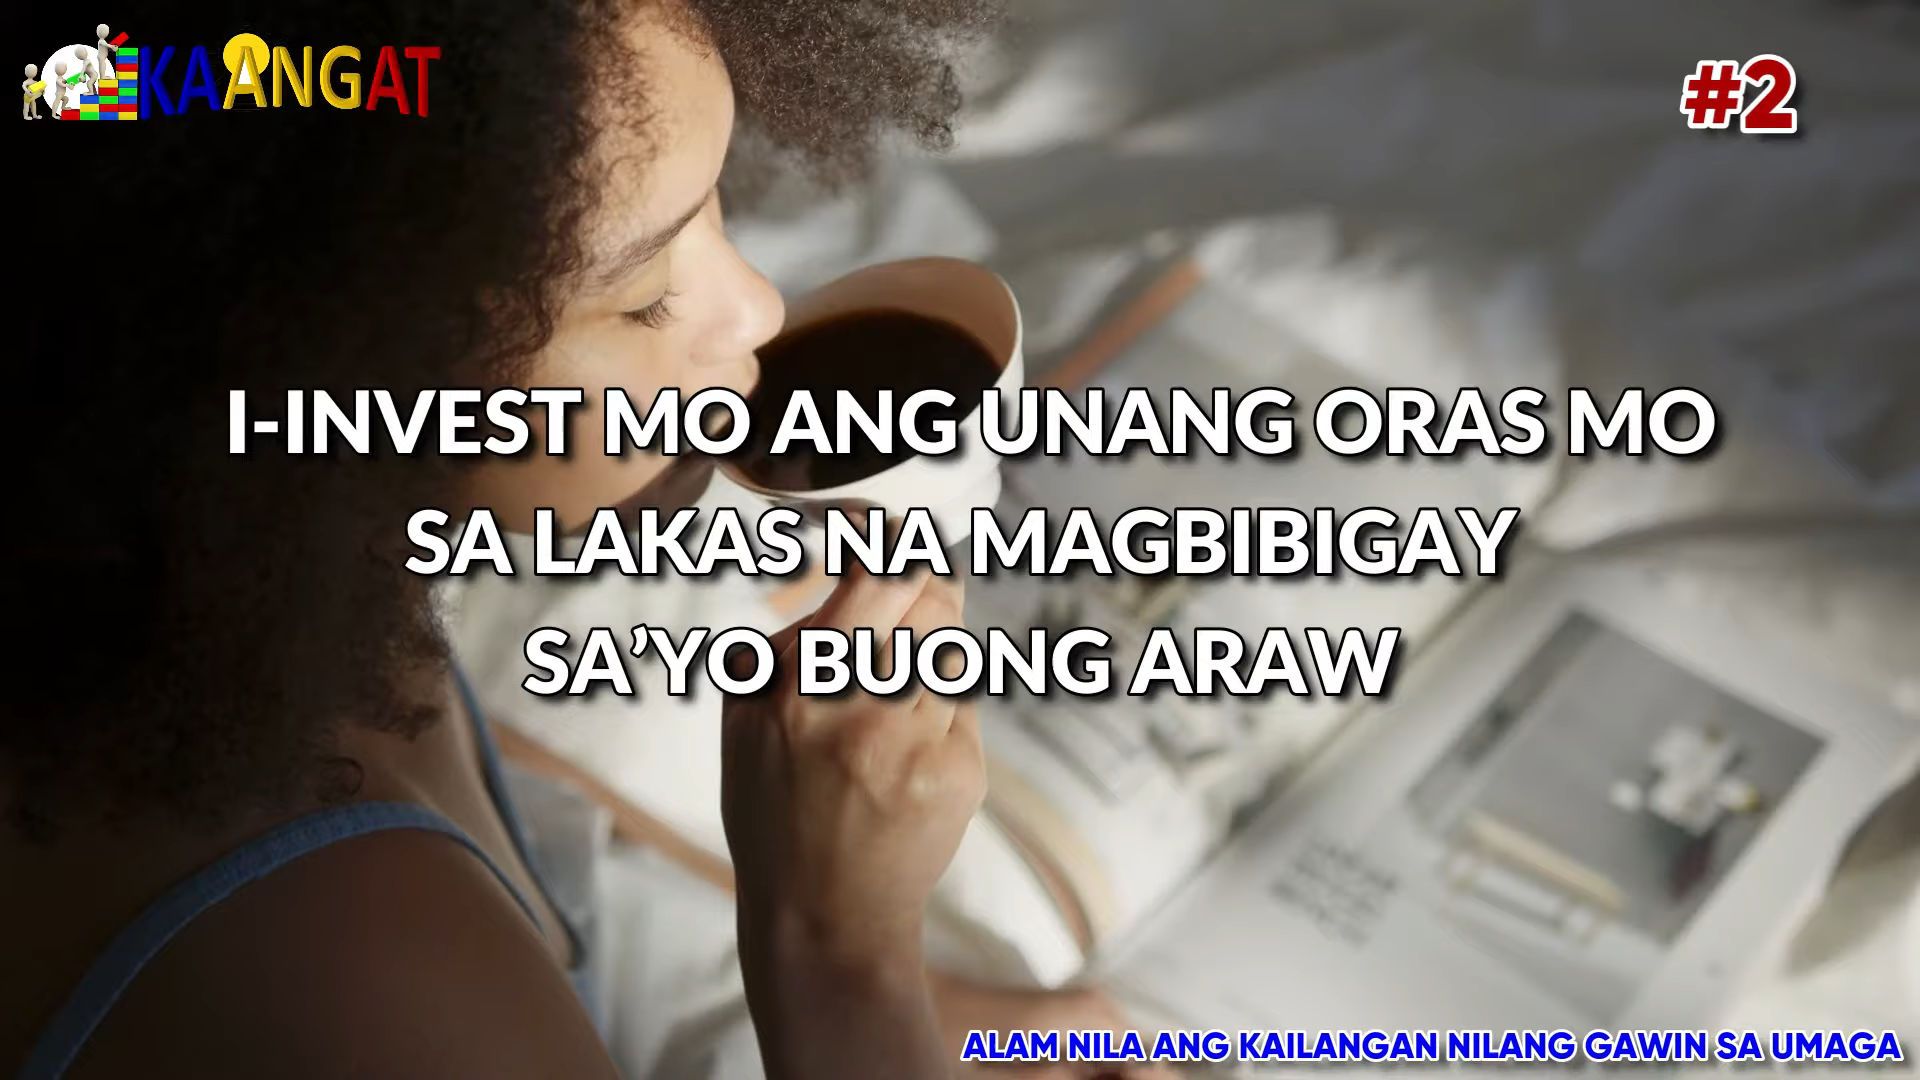 KAANGAT
#2
I-INVEST MO ANG UNANG ORAS MO
SA LAKAS NA MAGBIBIGAY
SA’YO BUONG ARAW
ALAM NILA ANG KAILANGAN NILANG GAWIN SA UMAGA